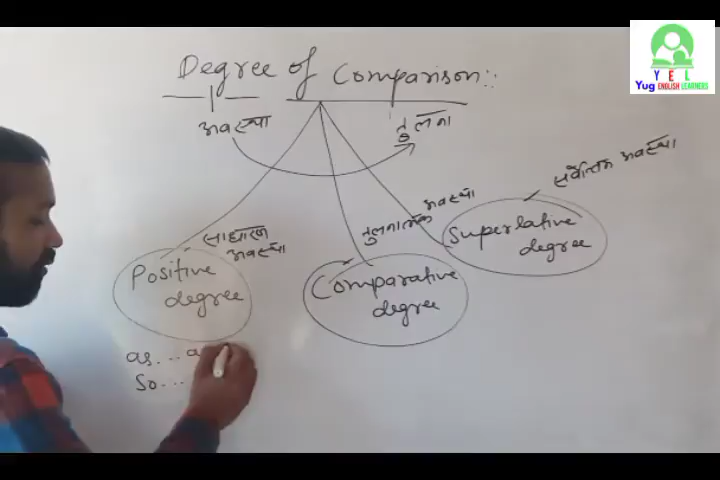 Degree of Comparison::
अवस्था
तुलना
साधारण
अवस्था
Positive
degree
तुलनात्मक अवस्था
Comparative
degree
सर्वोत्तम अवस्था
Superlative
degree
as...a
So...
Y E L
Yug ENGLISH LEARNERS